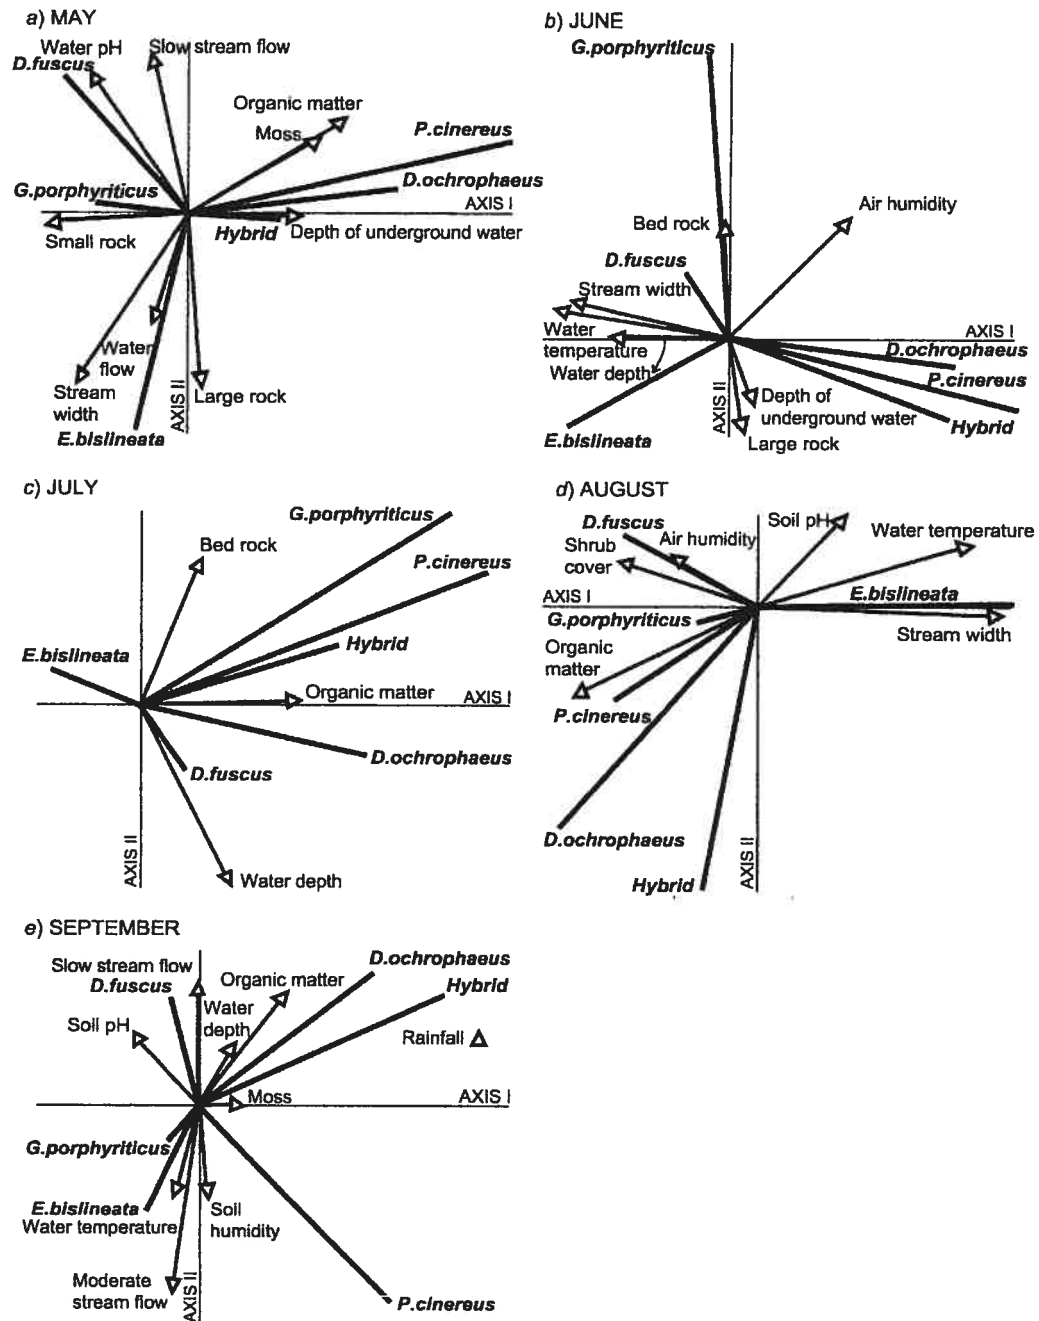 a) MAY
Water pH
Slow stream flow
D.fuscus
Organic matter
Moss
P.cinereus
D.ochrophaeus
G.porphyriticus
AXIS I
Small rock
Hybrid
Depth of underground water
Water
flow
Stream
width
Large rock
AXIS II
E.bislineata
b) JUNE
G.porphyriticus
Bed rock
Air humidity
D.fuscus
Stream width
Water
temperature
AXIS I
Water depth
D.ochrophaeus
P.cinereus
Depth of
underground water
Hybrid
AXIS II
E.bislineata
Large rock
c) JULY
G.porphyriticus
Bed rock
P.cinereus
Hybrid
E.bislineata
Organic matter
AXIS I
D.ochrophaeus
D.fuscus
AXIS II
Water depth
d) AUGUST
D.fuscus
Soil pH
Water temperature
Shrub
cover
Air humidity
AXIS I
E.bislineata
G.porphyriticus
Stream width
Organic
matter
P.cinereus
D.ochrophaeus
AXIS II
Hybrid
e) SEPTEMBER
Slow stream flow
D.fuscus
Organic matter
D.ochrophaeus
Hybrid
Soil pH
Water
depth
Rainfall
Moss
AXIS I
G.porphyriticus
E.bislineata
Water temperature
Soil
humidity
Moderate
stream flow
AXIS II
P.cinereus